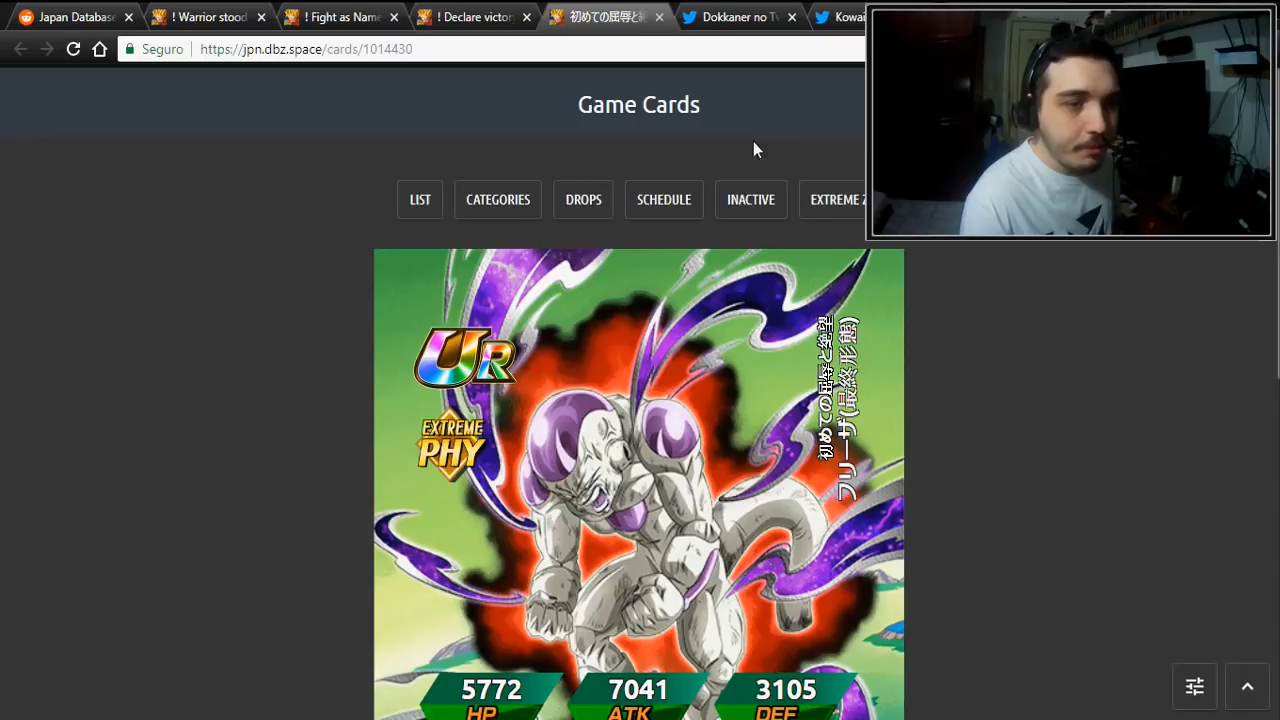 Japan Databas
! Warrior stood
! Fight as Name
! Declare victory
初めての屈辱と絶
Dokkaner no Tw
Kowai
Seguro
https://jpn.dbz.space/cards/1014430
Game Cards
LIST
CATEGORIES
DROPS
SCHEDULE
INACTIVE
EXTREME Z
UR
EXTREME
PHY
初めての屈辱と絶望
フリーザ(最終形態)
5772
7041
3105
HP
ATK
DEF